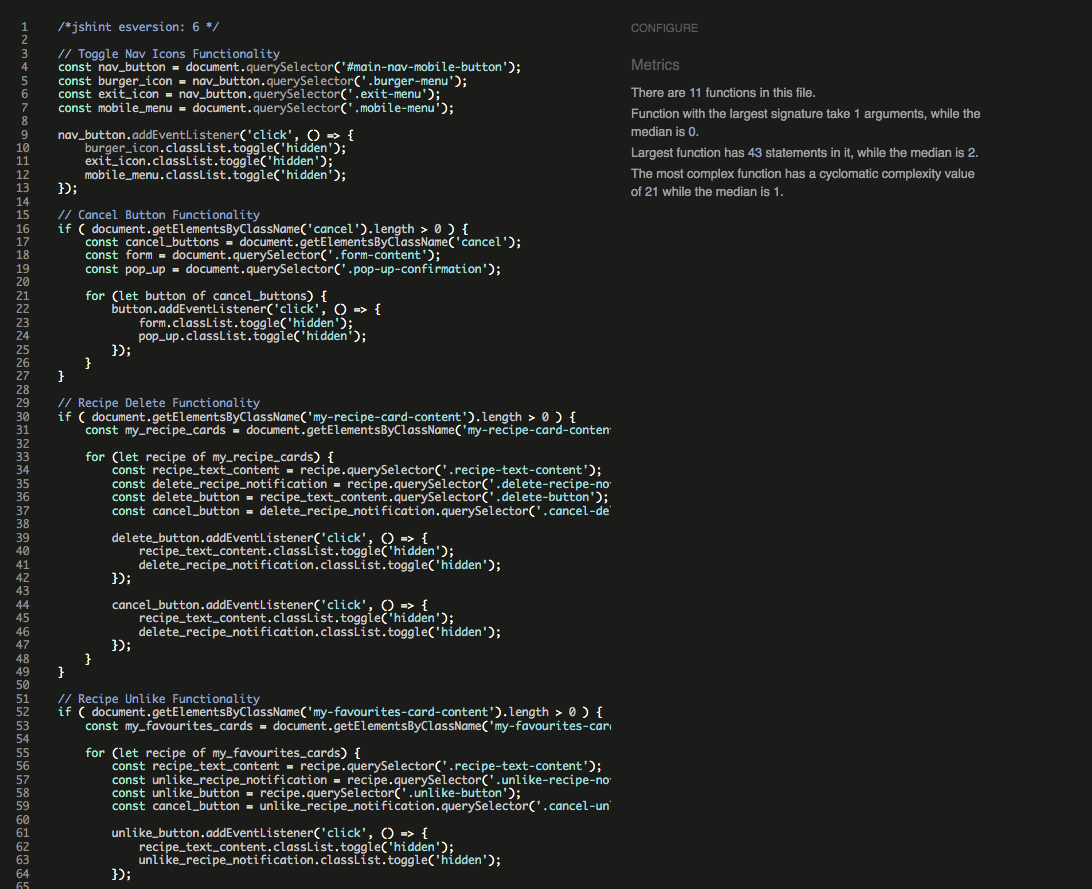 1 /*jshint esversion: 6 */
2
3 // Toggle Nav Icons Functionality
4 const nav_button = document.querySelector('#main-nav-mobile-button');
5 const burger_icon = nav_button.querySelector('.burger-menu');
6 const exit_icon = nav_button.querySelector('.exit-menu');
7 const mobile_menu = document.querySelector('.mobile-menu');
8
9 nav_button.addEventListener('click', () => {
10 burger_icon.classList.toggle('hidden');
11 exit_icon.classList.toggle('hidden');
12 mobile_menu.classList.toggle('hidden');
13 });
14
15 // Cancel Button Functionality
16 if ( document.getElementsByClassName('cancel').length > 0 ) {
17 const cancel_buttons = document.getElementsByClassName('cancel');
18 const form = document.querySelector('.form-content');
19 const pop_up = document.querySelector('.pop-up-confirmation');
20
21 for (let button of cancel_buttons) {
22 button.addEventListener('click', () => {
23 form.classList.toggle('hidden');
24 pop_up.classList.toggle('hidden');
25 });
26 }
27 }
28
29 // Recipe Delete Functionality
30 if ( document.getElementsByClassName('my-recipe-card-content').length > 0 ) {
31 const my_recipe_cards = document.getElementsByClassName('my-recipe-card-conten
32
33 for (let recipe of my_recipe_cards) {
34 const recipe_text_content = recipe.querySelector('.recipe-text-content');
35 const delete_recipe_notification = recipe.querySelector('.delete-recipe-no
36 const delete_button = recipe_text_content.querySelector('.delete-button');
37 const cancel_button = delete_recipe_notification.querySelector('.cancel-de
38
39 delete_button.addEventListener('click', () => {
40 recipe_text_content.classList.toggle('hidden');
41 delete_recipe_notification.classList.toggle('hidden');
42 });
43
44 cancel_button.addEventListener('click', () => {
45 recipe_text_content.classList.toggle('hidden');
46 delete_recipe_notification.classList.toggle('hidden');
47 });
48 }
49 }
50
51 // Recipe Unlike Functionality
52 if ( document.getElementsByClassName('my-favourites-card-content').length > 0 ) {
53 const my_favourites_cards = document.getElementsByClassName('my-favourites-car
54
55 for (let recipe of my_favourites_cards) {
56 const recipe_text_content = recipe.querySelector('.recipe-text-content');
57 const unlike_recipe_notification = recipe.querySelector('.unlike-recipe-no
58 const unlike_button = recipe.querySelector('.unlike-button');
59 const cancel_button = unlike_recipe_notification.querySelector('.cancel-un
60
61 unlike_button.addEventListener('click', () => {
62 recipe_text_content.classList.toggle('hidden');
63 unlike_recipe_notification.classList.toggle('hidden');
64 });
65
CONFIGURE
Metrics
There are 11 functions in this file.
Function with the largest signature take 1 arguments, while the
median is 0.
Largest function has 43 statements in it, while the median is 2.
The most complex function has a cyclomatic complexity value
of 21 while the median is 1.